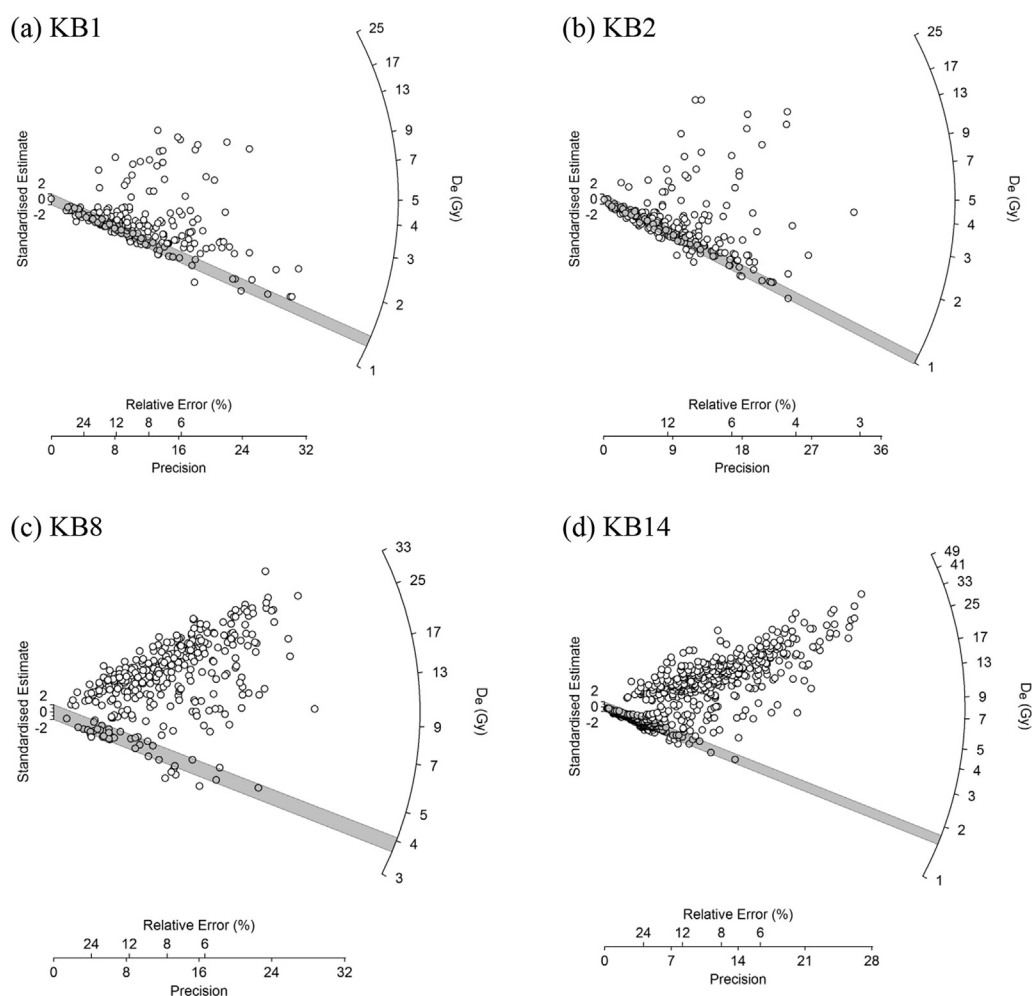 (a) KB1
25
17
13
9
7
5
4
3
2
1
De (Gy)
Standardised Estimate
2
0
-2
Relative Error (%)
24 12 8 6
0 8 16 24 32
Precision
(b) KB2
25
17
13
9
7
5
4
3
2
1
De (Gy)
Standardised Estimate
2
0
-2
Relative Error (%)
12 6 4 3
0 9 18 27 36
Precision
(c) KB8
33
25
17
13
9
7
5
4
3
De (Gy)
Standardised Estimate
2
0
-2
Relative Error (%)
24 12 8 6
0 8 16 24 32
Precision
(d) KB14
49
41
33
25
17
13
9
7
5
4
3
2
1
De (Gy)
Standardised Estimate
2
0
-2
Relative Error (%)
24 12 8 6
0 7 14 21 28
Precision